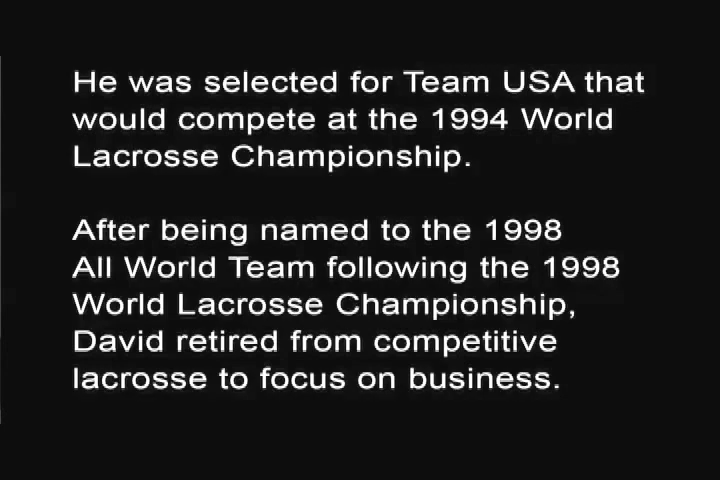 He was selected for Team USA that
would compete at the 1994 World
Lacrosse Championship.
After being named to the 1998
All World Team following the 1998
World Lacrosse Championship,
David retired from competitive
lacrosse to focus on business.